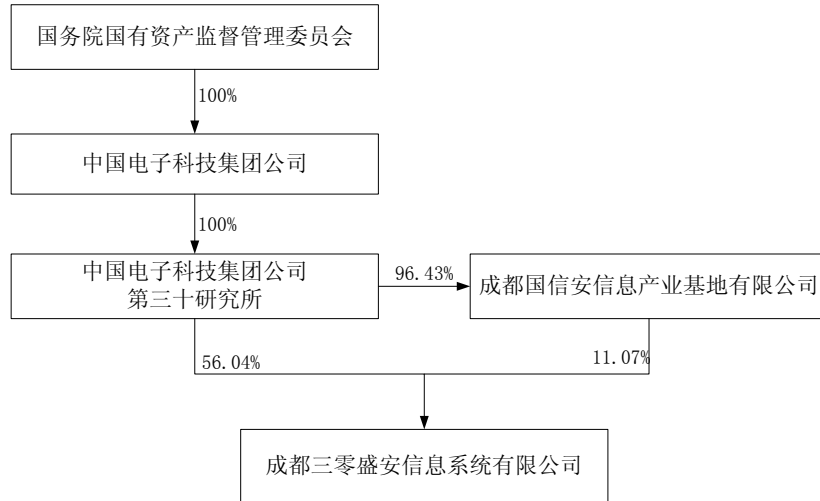 国务院国有资产监督管理委员会
100%
中国电子科技集团公司
100%
中国电子科技集团公司
第三十研究所
96.43%
成都国信安信息产业基地有限公司
56.04%
11.07%
成都三零盛安信息系统有限公司